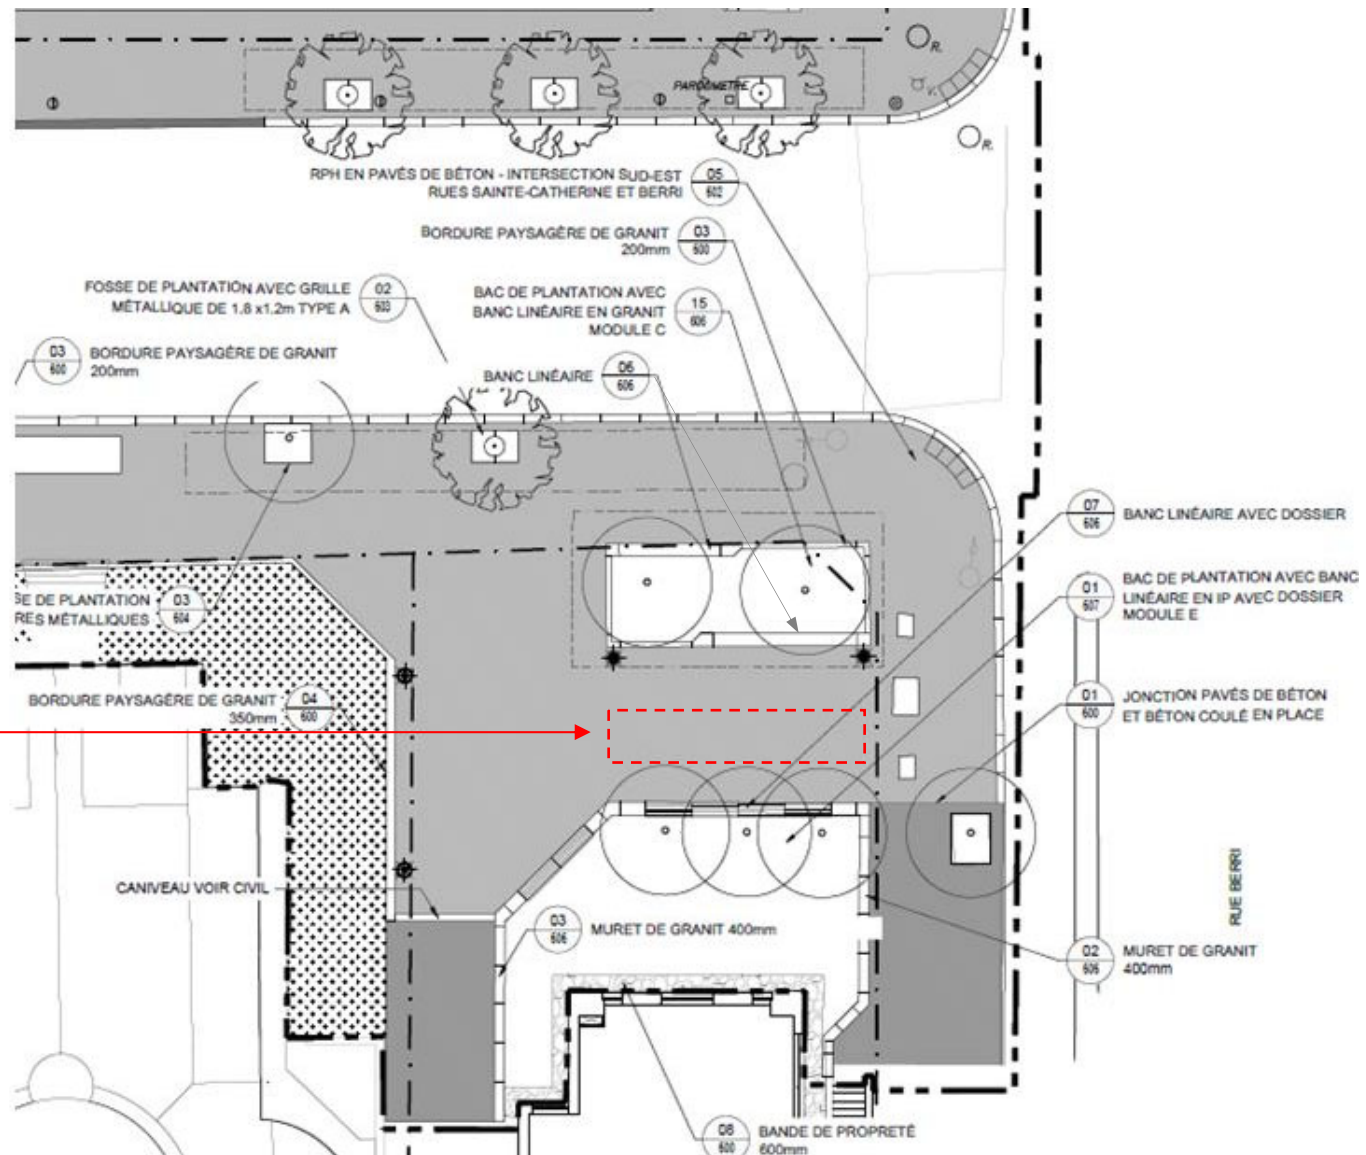 R.
PARCOMETRE
V.
R.
RPH EN PAVÉS DE BÉTON - INTERSECTION SUD-EST
RUES SAINTE-CATHERINE ET BERRI
05
602
BORDURE PAYSAGÈRE DE GRANIT
200mm
03
600
FOSSE DE PLANTATION AVEC GRILLE
MÉTALLIQUE DE 1.8 x1.2m TYPE A
02
603
BAC DE PLANTATION AVEC
BANC LINÉAIRE EN GRANIT
MODULE C
15
606
03
600
BORDURE PAYSAGÈRE DE GRANIT
200mm
BANC LINÉAIRE
06
606
07
606
BANC LINÉAIRE AVEC DOSSIER
01
607
BAC DE PLANTATION AVEC BANC
LINÉAIRE EN IP AVEC DOSSIER
MODULE E
SE DE PLANTATION
RES MÉTALLIQUES
03
604
BORDURE PAYSAGÈRE DE GRANIT
350mm
04
600
01
600
JONCTION PAVÉS DE BÉTON
ET BÉTON COULÉ EN PLACE
CANIVEAU VOIR CIVIL
03
606
MURET DE GRANIT 400mm
RUE BERRI
02
606
MURET DE GRANIT
400mm
08
600
BANDE DE PROPRETÉ
600mm